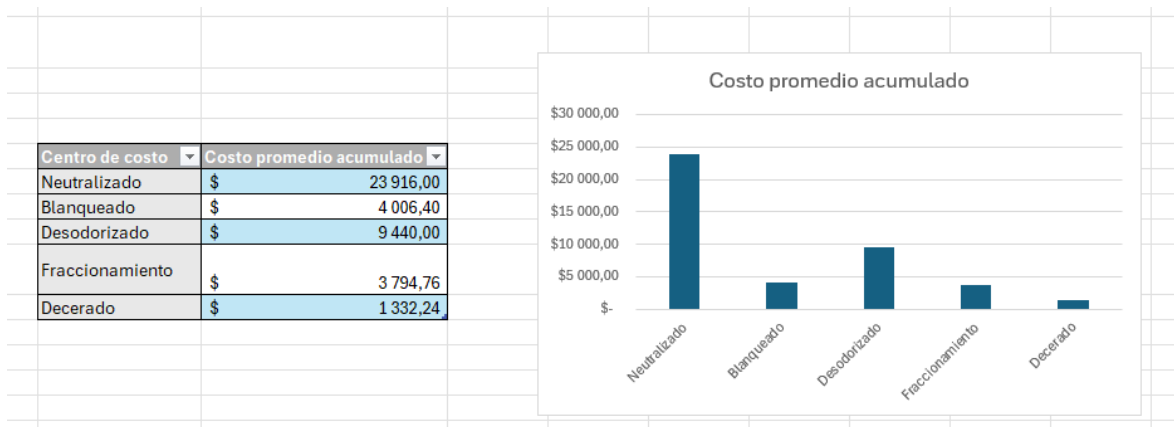 Centro de costo Costo promedio acumulado
Neutralizado $ 23 916,00
Blanqueado $ 4 006,40
Desodorizado $ 9 440,00
Fraccionamiento $ 3 794,76
Decerado $ 1 332,24
Costo promedio acumulado
$30 000,00
$25 000,00
$20 000,00
$15 000,00
$10 000,00
$5 000,00
$-
Neutralizado
Blanqueado
Desodorizado
Fraccionamiento
Decerado